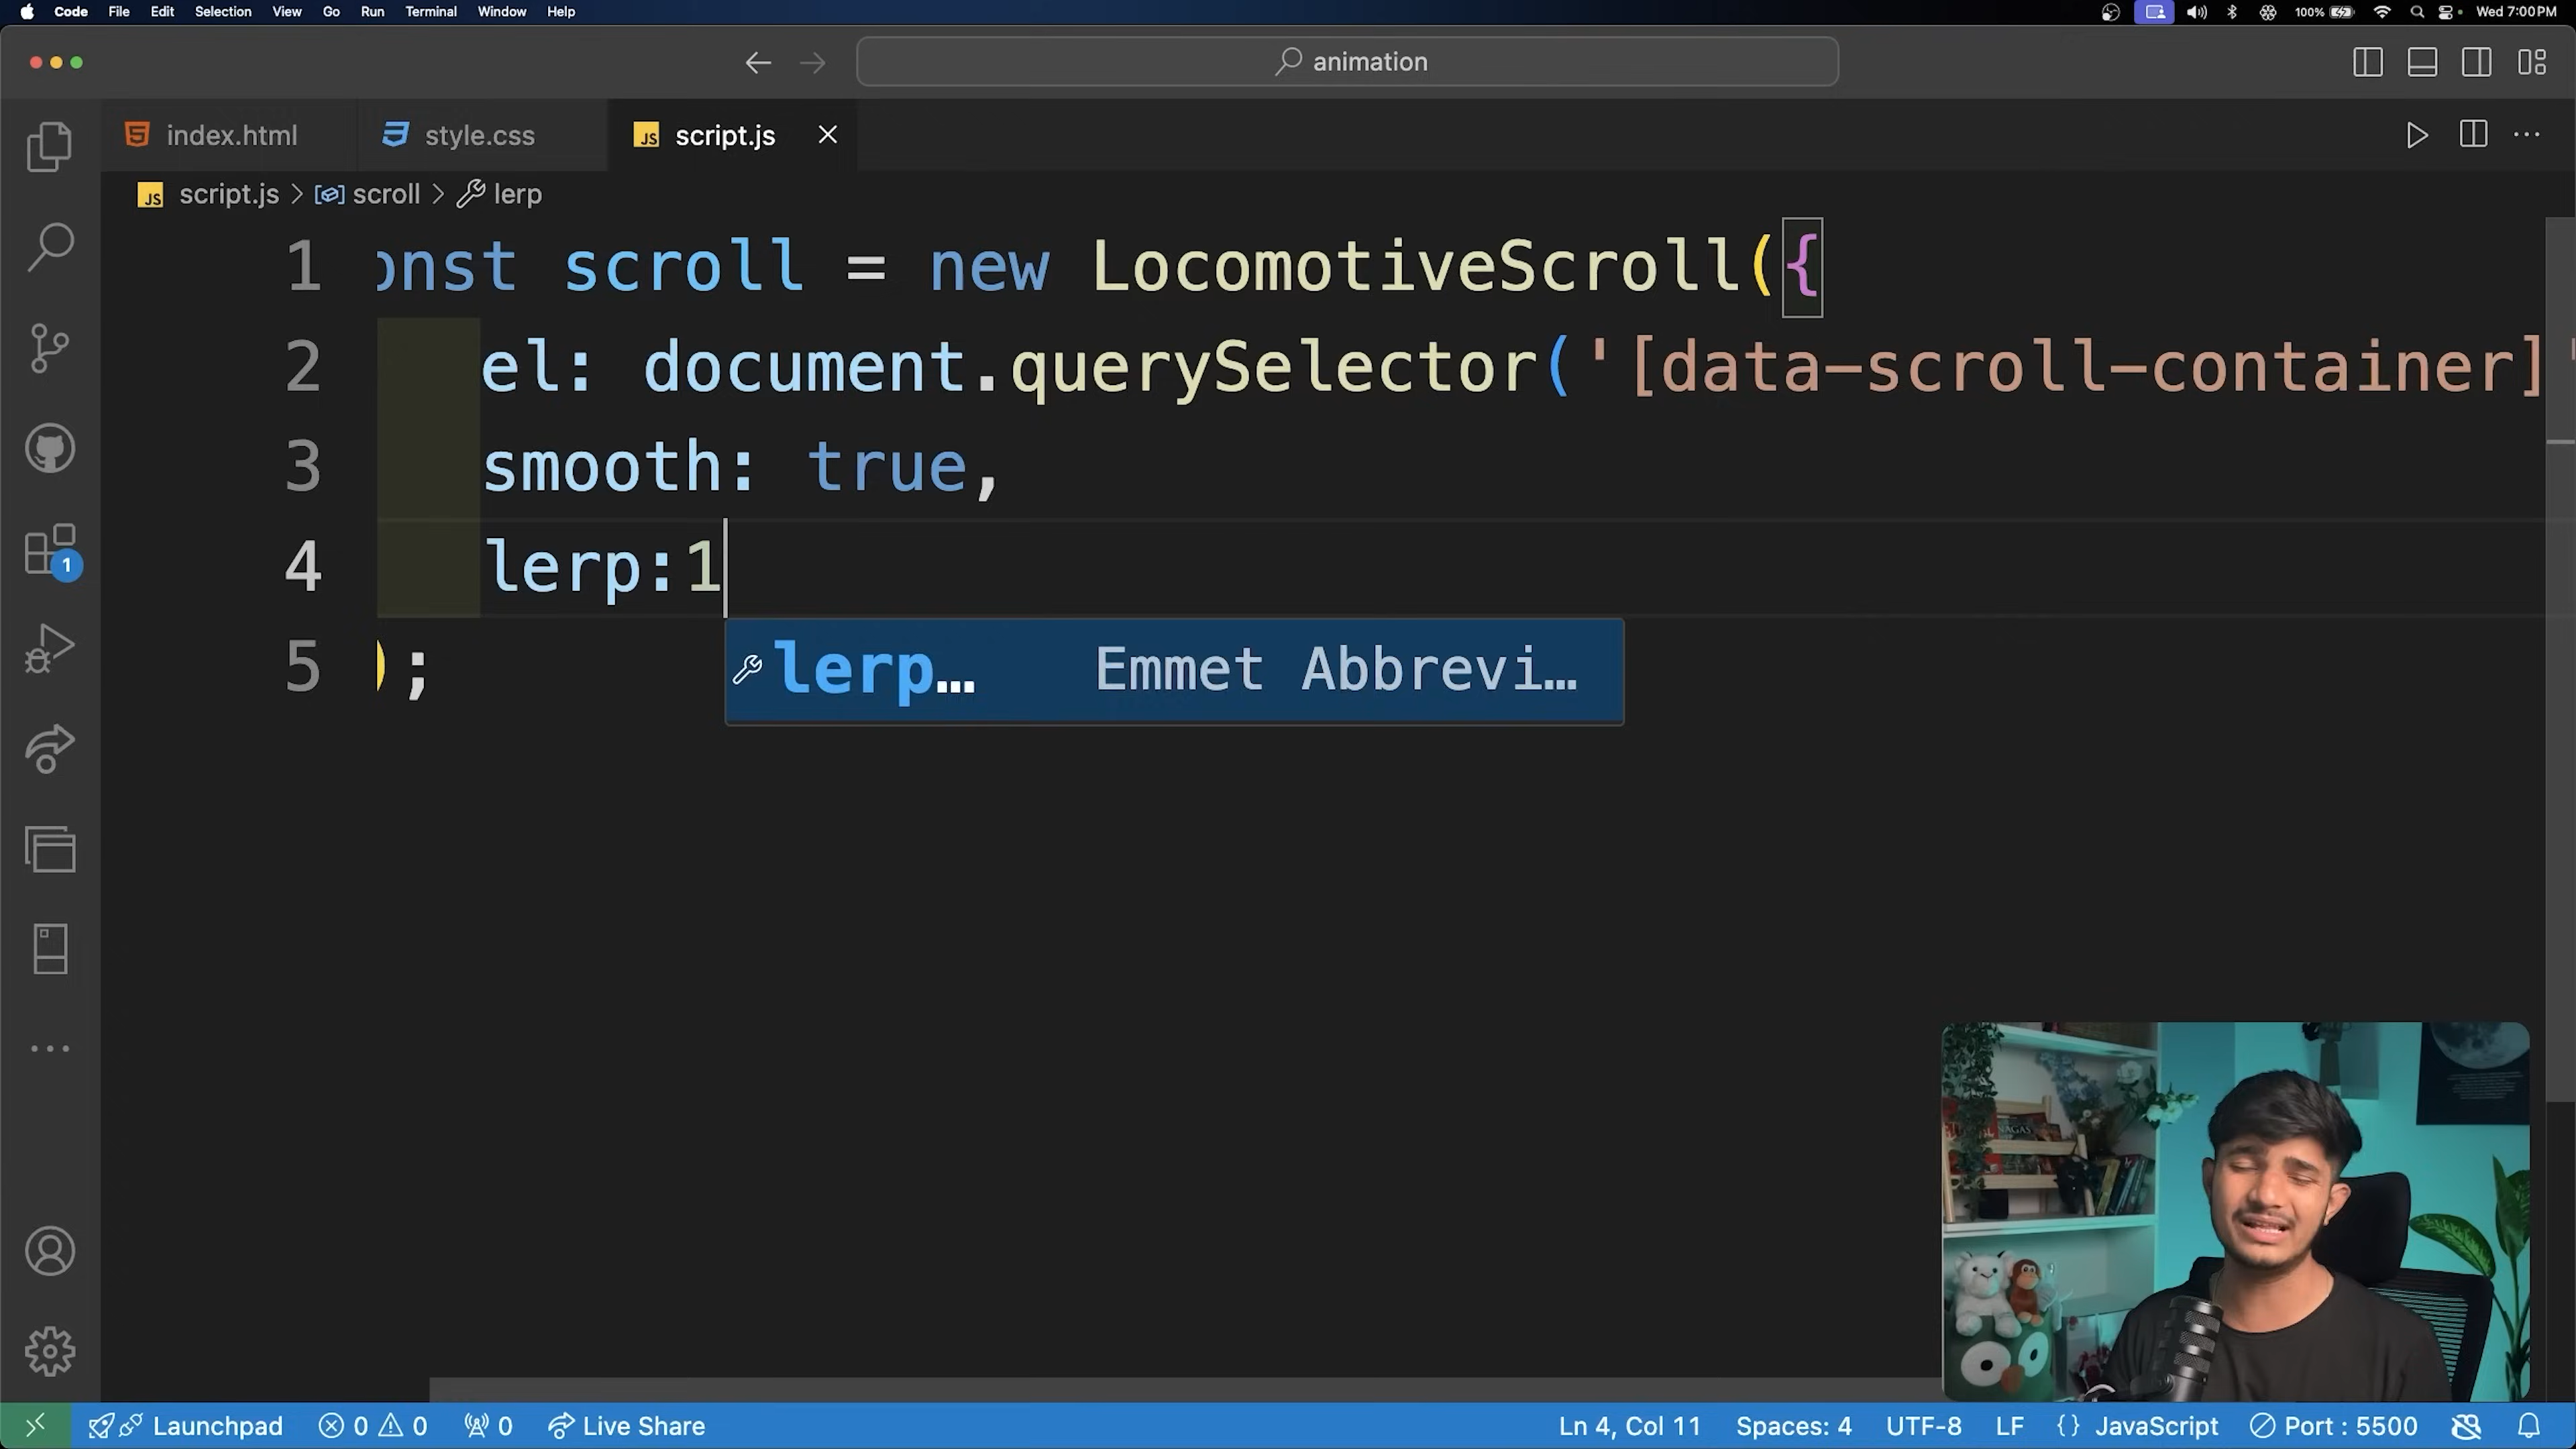 Code File Edit Selection View Go Run Terminal Window Help 100% Wed 7:00PM
animation
index.html style.css JS script.js
JS script.js > scroll > lerp
1 onst scroll = new LocomotiveScroll({
2 el: document.querySelector('[data-scroll-container]'
3 smooth: true,
4 lerp:1
lerp… Emmet Abbrevi…
5 );
1
NAGAS
Launchpad 0 0 0 Live Share Ln 4, Col 11 Spaces: 4 UTF-8 LF {} JavaScript Port : 5500